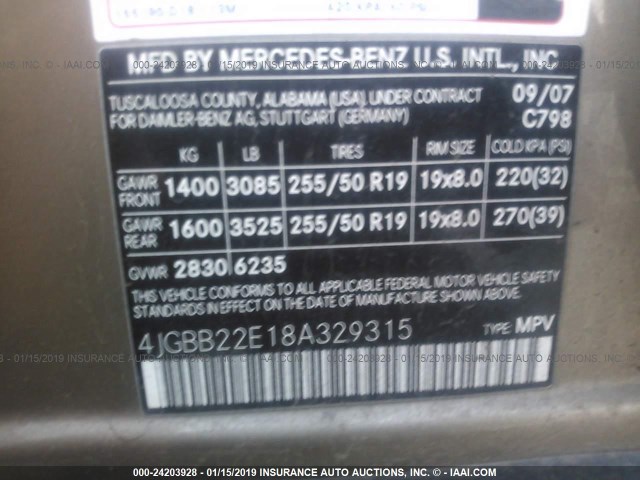 MFD BY MERCEDES-BENZ U.S. INTL., INC.
TUSCALOOSA COUNTY, ALABAMA (USA), UNDER CONTRACT 09/07
FOR DAIMLER-BENZ AG, STUTTGART (GERMANY) C798
KG LB TIRES RIM SIZE COLD KPA (PSI)
GAWR FRONT 1400 3085 255/50 R19 19x8.0 220(32)
GAWR REAR 1600 3525 255/50 R19 19x8.0 270(39)
GVWR 2830 6235
THIS VEHICLE CONFORMS TO ALL APPLICABLE FEDERAL MOTOR VEHICLE SAFETY
STANDARDS IN EFFECT ON THE DATE OF MANUFACTURE SHOWN ABOVE.
4JGBB22E18A329315 TYPE: MPV
000-24203928 - 01/15/2019 INSURANCE AUTO AUCTIONS - © - IAAI.COM